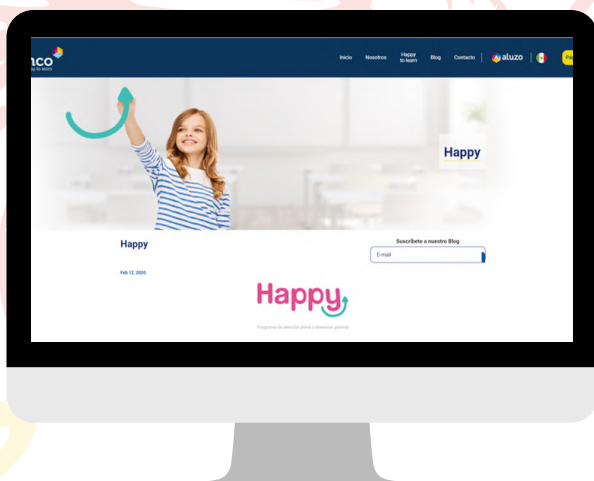 nco
Inicio Nosotros Happy to learn Blog Contacto aluzo
Happy
Happy
Suscríbete a nuestro Blog
E-mail
Feb 12, 2020
Happy
Programa de atención plena y bienestar general